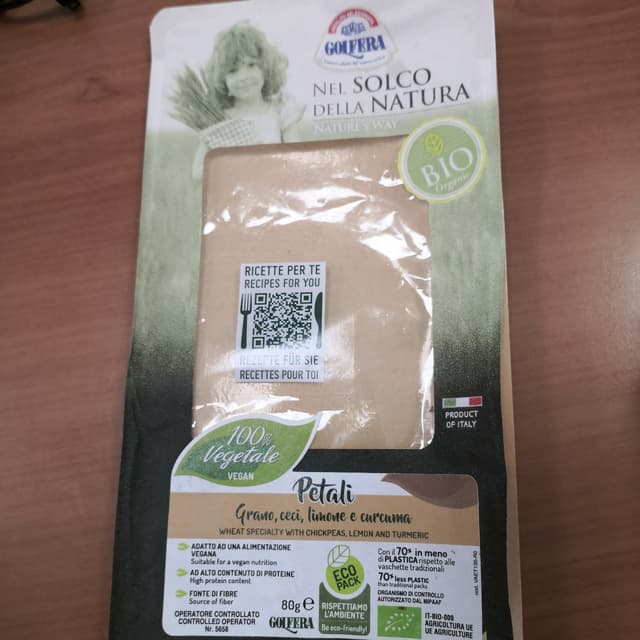 GOLFERA
NEL SOLCO
DELLA NATURA
NATURE'S WAY
BIO
Organic
RICETTE PER TE
RECIPES FOR YOU
REZEPTE FÜR SIE
RECETTES POUR TOI
PRODUCT
OF ITALY
100%
Vegetale
VEGAN
Petali
Grano, ceci, limone e curcuma
WHEAT SPECIALTY WITH CHICKPEAS, LEMON AND TURMERIC
ADATTO AD UNA ALIMENTAZIONE
VEGANA
Suitable for a vegan nutrition
AD ALTO CONTENUTO DI PROTEINE
High protein content
FONTE DI FIBRE
Source of fiber
OPERATORE CONTROLLATO
CONTROLLED OPERATOR
Nr. 5658
80g e
GOLFERA
ECO
PACK
RISPETTIAMO
L'AMBIENTE
Be eco-friendly!
Con il 70% in meno
di PLASTICA rispetto alle
vaschette tradizionali
70% less PLASTIC
than traditional packs
ORGANISMO DI CONTROLLO
AUTORIZZATO DAL MIPAAF
IT-BIO-009
AGRICOLTURA UE
UE AGRICULTURE